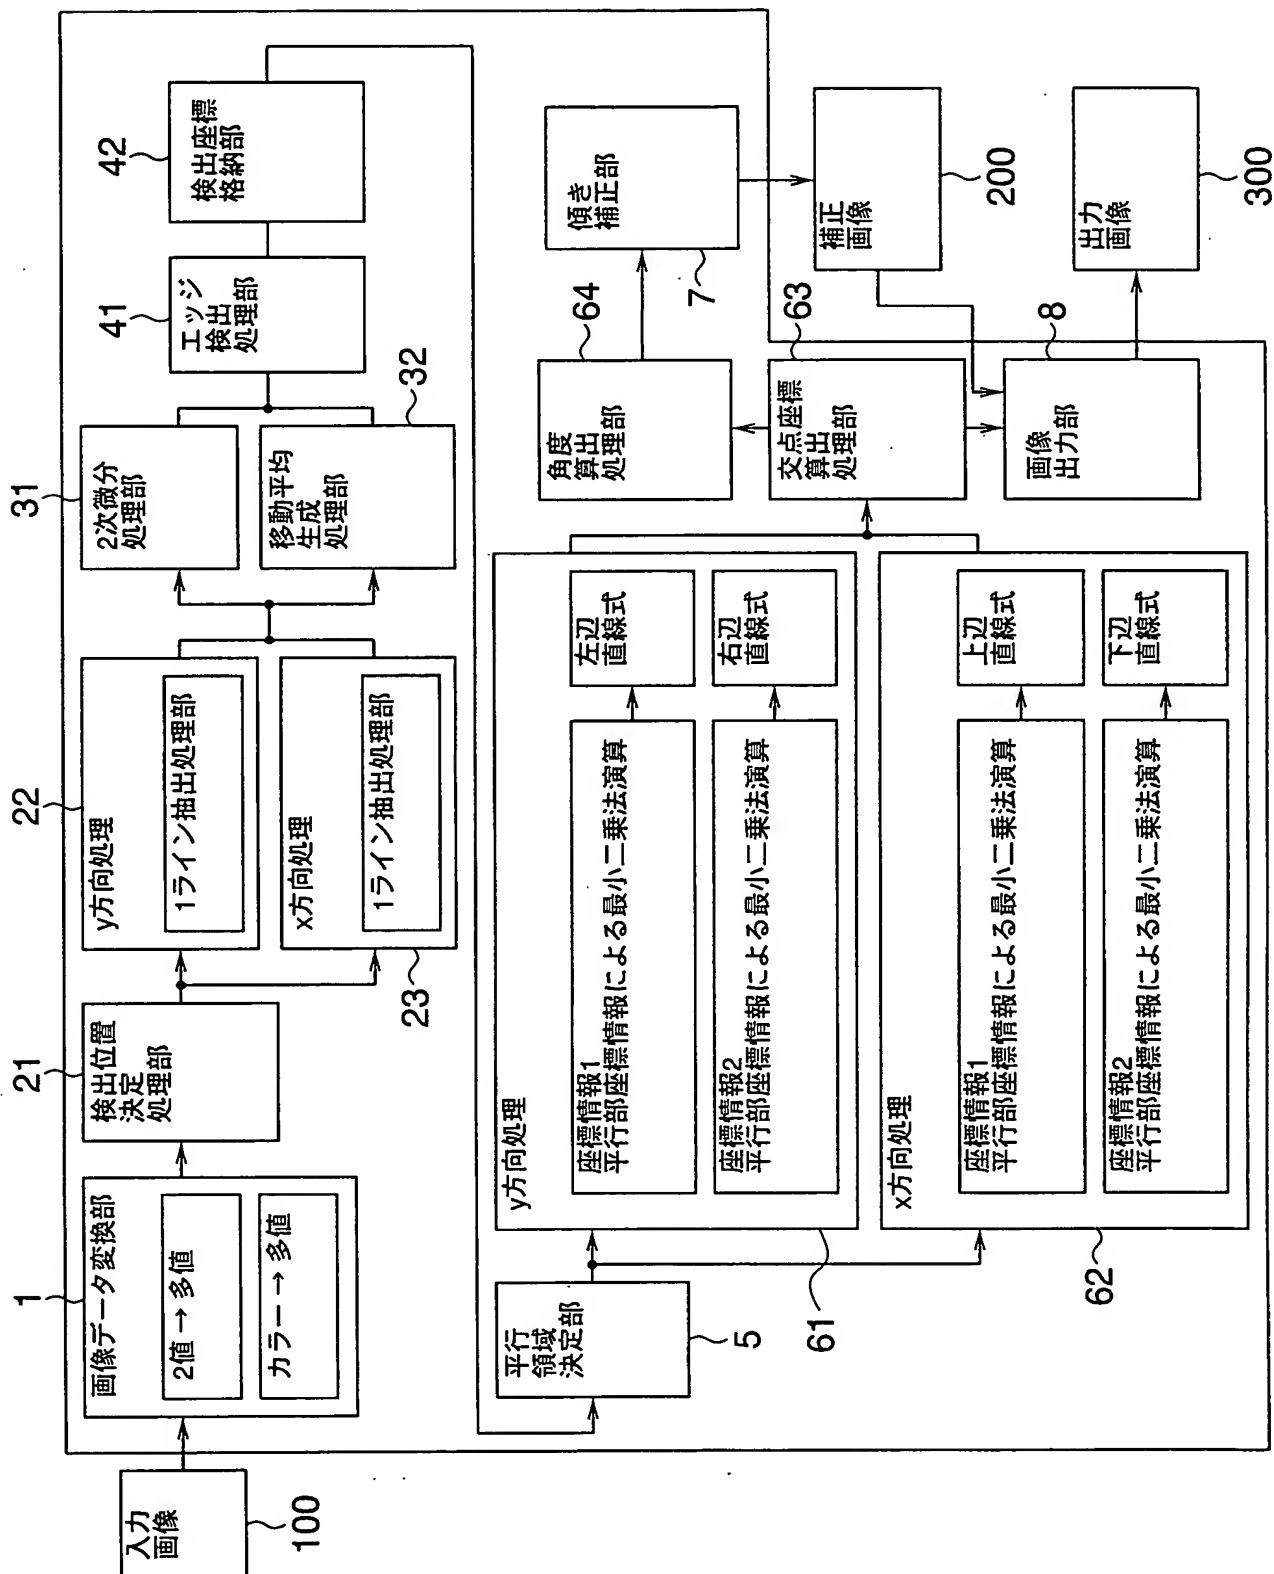 100
入力
画像
1
画像データ変換部
2値→多値
カラー→多値
21
検出位置
決定
処理部
22
y方向処理
1ライン抽出処理部
23
x方向処理
1ライン抽出処理部
31
2次微分
処理部
32
移動平均
生成
処理部
41
エッジ
検出
処理部
42
検出座標
格納部
5
平行
領域
決定部
61
y方向処理
座標情報1
平行部座標情報による最小二乗法演算
左辺
直線式
座標情報2
平行部座標情報による最小二乗法演算
右辺
直線式
62
x方向処理
座標情報1
平行部座標情報による最小二乗法演算
上辺
直線式
座標情報2
平行部座標情報による最小二乗法演算
下辺
直線式
64
角度
算出
処理部
63
交点座標
算出
処理部
7
傾き
補正部
8
画像
出力部
200
補正
画像
300
出力
画像